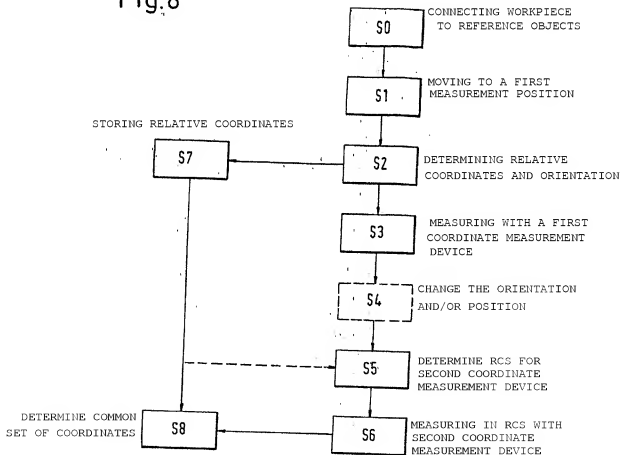 Fig.8
S0
CONNECTING WORKPIECE
TO REFERENCE OBJECTS
S1
MOVING TO A FIRST
MEASUREMENT POSITION
STORING RELATIVE COORDINATES
S7
S2
DETERMINING RELATIVE
COORDINATES AND ORIENTATION
S3
MEASURING WITH A FIRST
COORDINATE MEASUREMENT
DEVICE
S4
CHANGE THE ORIENTATION
AND/OR POSITION
S5
DETERMINE RCS FOR
SECOND COORDINATE
MEASUREMENT DEVICE
DETERMINE COMMON
SET OF COORDINATES
S8
S6
MEASURING IN RCS WITH
SECOND COORDINATE
MEASUREMENT DEVICE